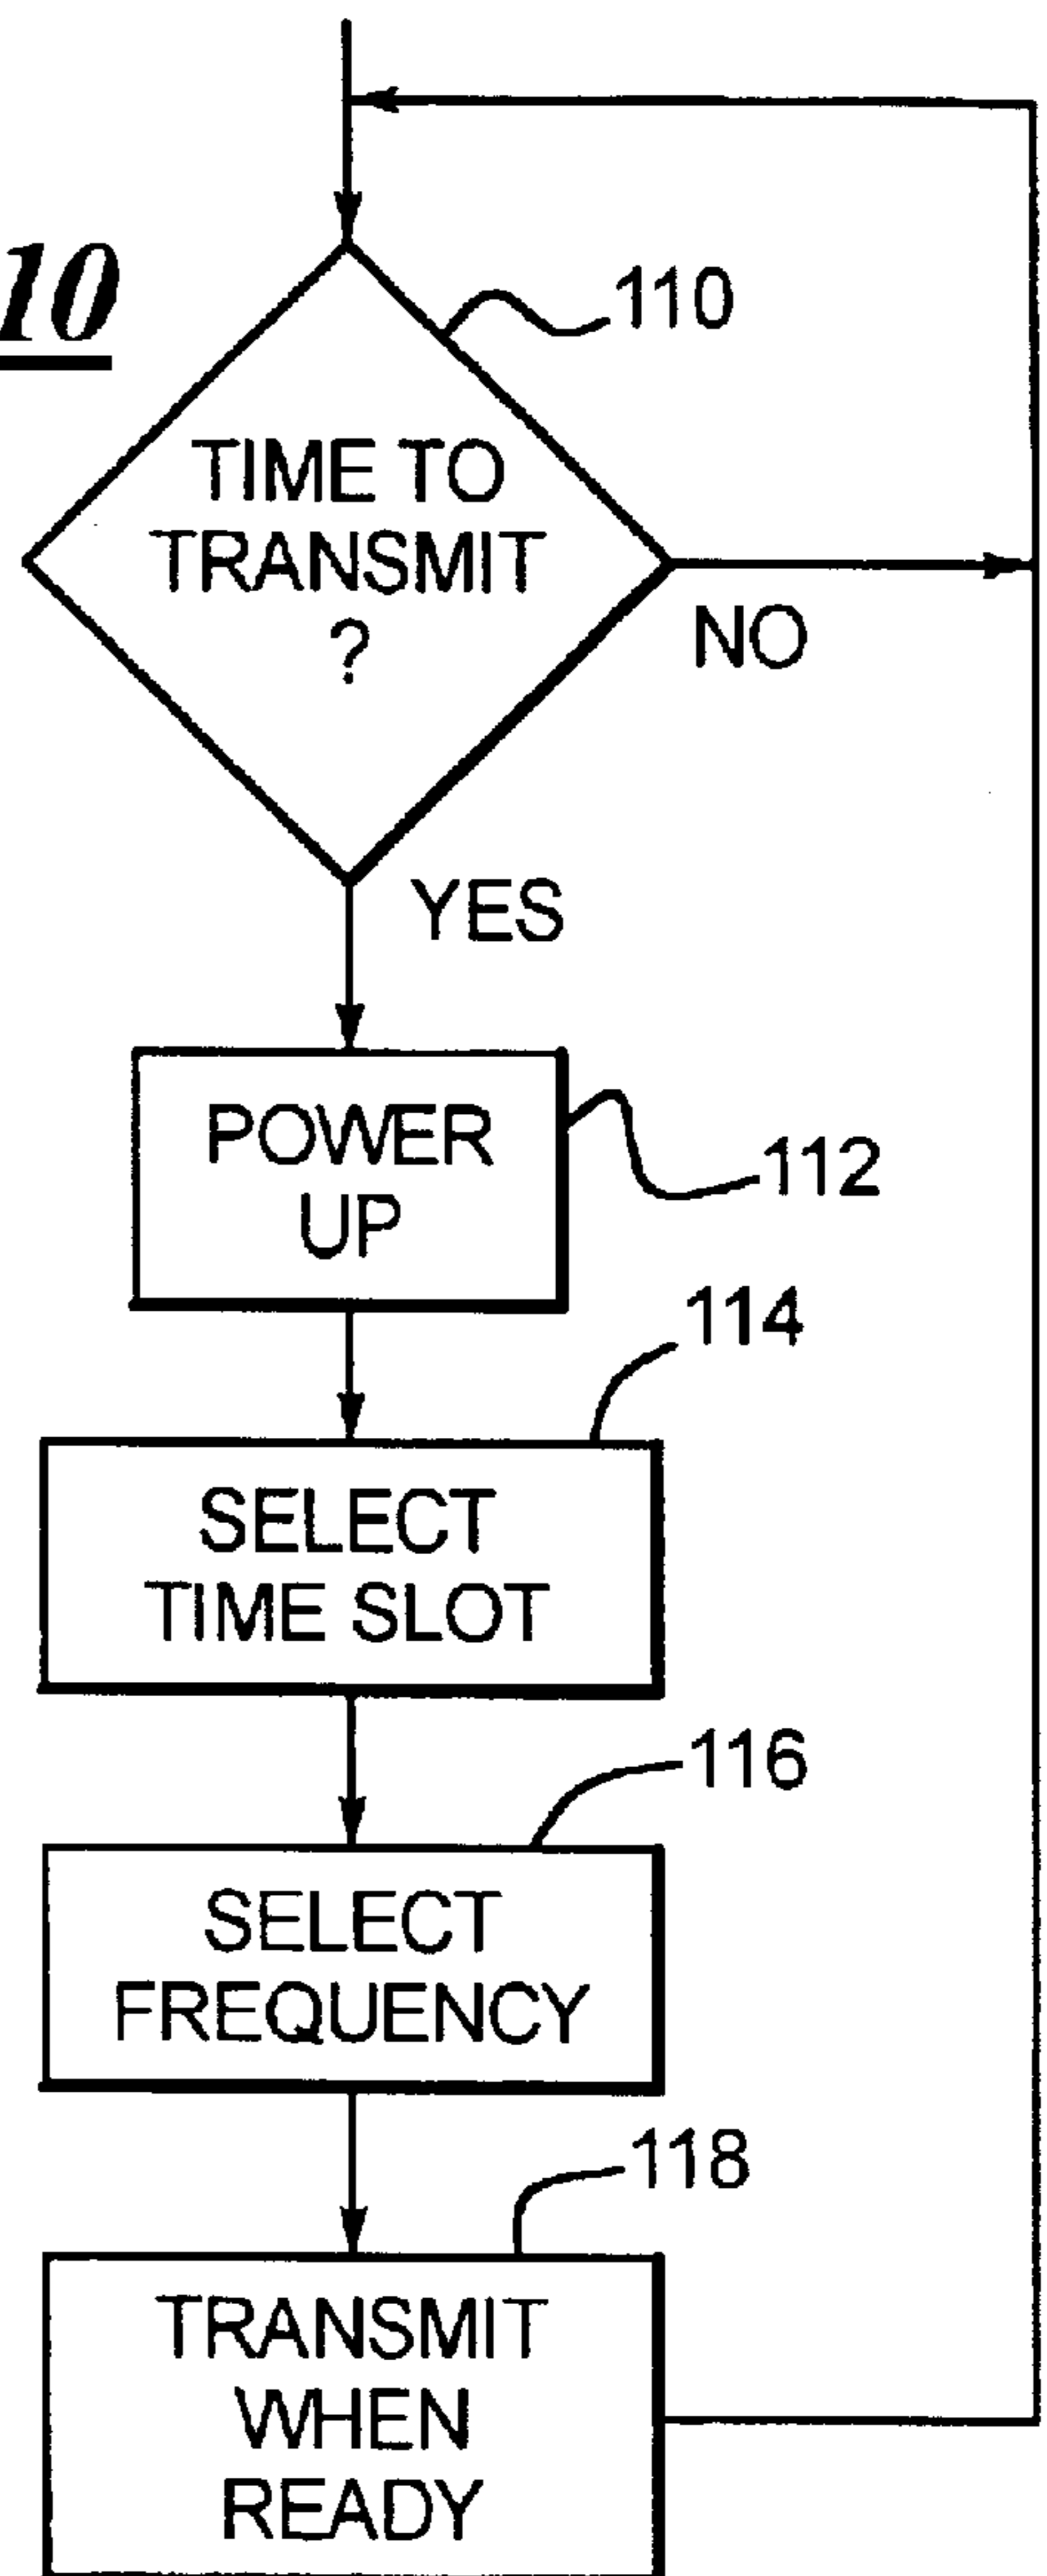 10
110
TIME TO
TRANSMIT
?
NO
YES
POWER
UP
112
114
SELECT
TIME SLOT
116
SELECT
FREQUENCY
118
TRANSMIT
WHEN
READY